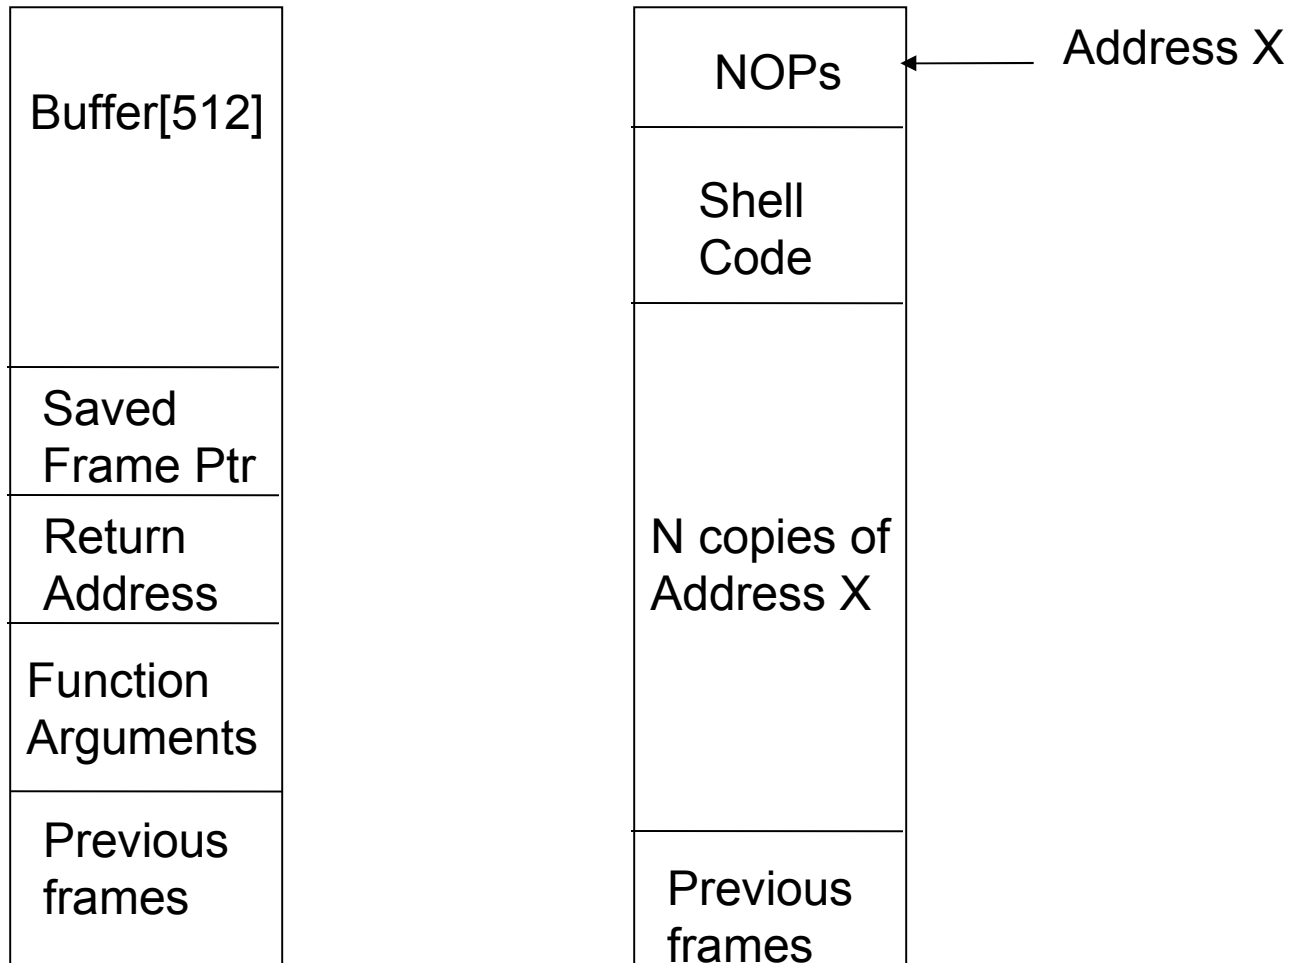 Buffer[512]
Saved
Frame Ptr
Return
Address
Function
Arguments
Previous
frames
NOPs
Address X
Shell
Code
N copies of
Address X
Previous
frames